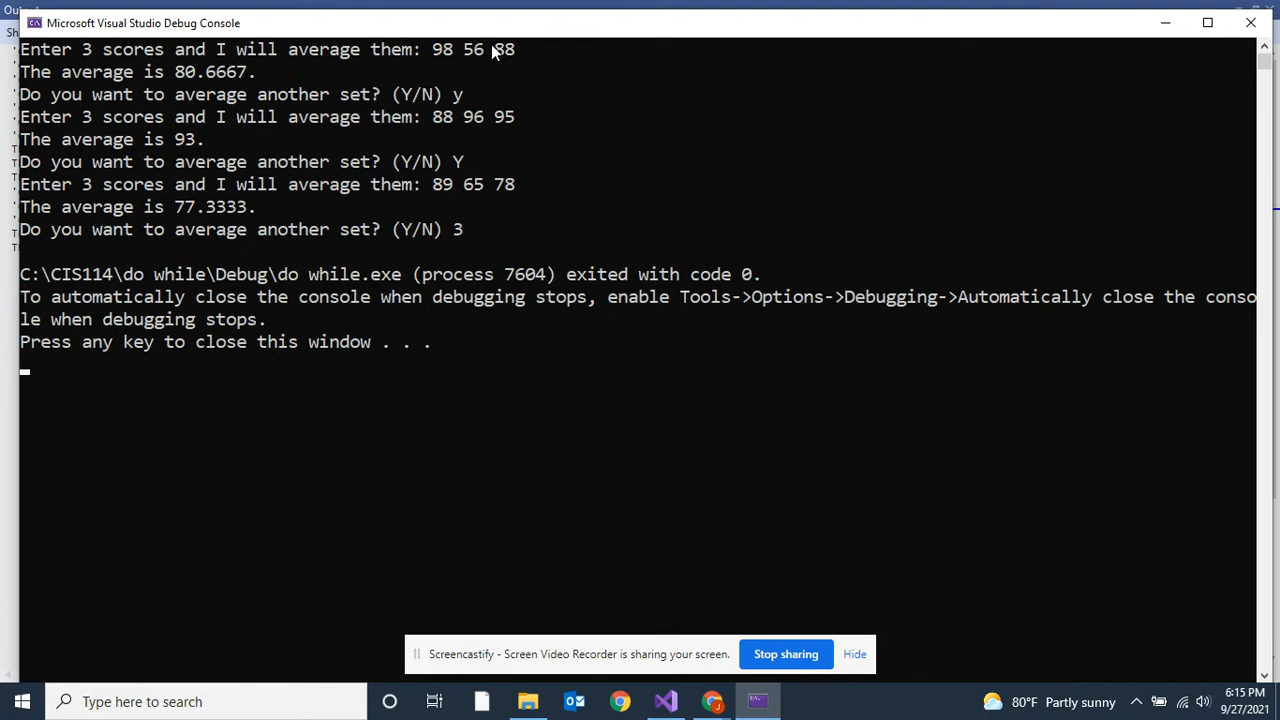 Microsoft Visual Studio Debug Console
Enter 3 scores and I will average them: 98 56 88
The average is 80.6667.
Do you want to average another set? (Y/N) y
Enter 3 scores and I will average them: 88 96 95
The average is 93.
Do you want to average another set? (Y/N) Y
Enter 3 scores and I will average them: 89 65 78
The average is 77.3333.
Do you want to average another set? (Y/N) 3
C:\CIS114\do while\Debug\do while.exe (process 7604) exited with code 0.
To automatically close the console when debugging stops, enable Tools->Options->Debugging->Automatically close the conso
le when debugging stops.
Press any key to close this window . . .
Screencastify - Screen Video Recorder is sharing your screen.
Stop sharing
Hide
Type here to search
80°F Partly sunny
6:15 PM
9/27/2021